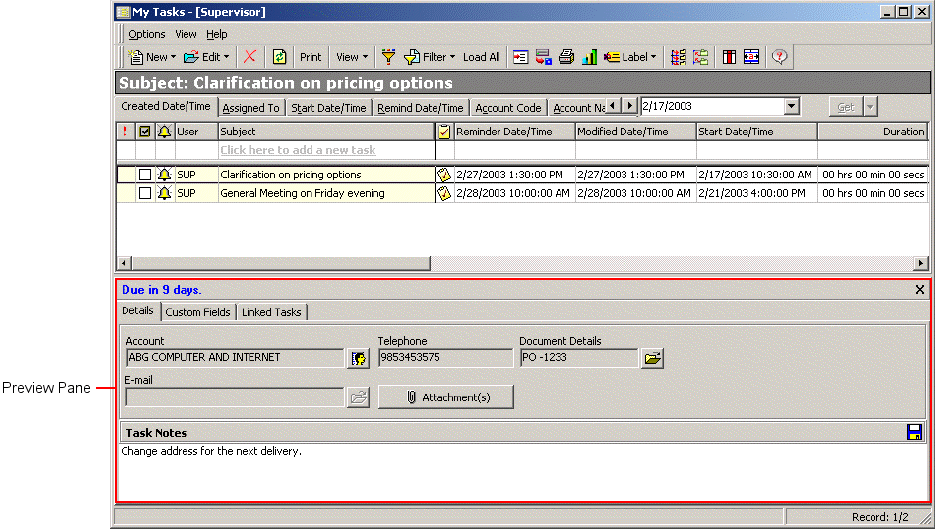 My Tasks - [Supervisor]
Options View Help
New Edit Print View Filter Load All Label
Subject: Clarification on pricing options
Created Date/Time Assigned To Start Date/Time Remind Date/Time Account Code Account Na 2/17/2003 Get
! User Subject Reminder Date/Time Modified Date/Time Start Date/Time Duration
Click here to add a new task
SUP Clarification on pricing options 2/27/2003 1:30:00 PM 2/27/2003 1:30:00 PM 2/17/2003 10:30:00 AM 00 hrs 00 min 00 secs
SUP General Meeting on Friday evening 2/28/2003 10:00:00 AM 2/28/2003 10:00:00 AM 2/21/2003 4:00:00 PM 00 hrs 00 min 00 secs
Due in 9 days.
Details Custom Fields Linked Tasks
Account Telephone Document Details
ABG COMPUTER AND INTERNET 9853453575 PO -1233
Preview Pane
E-mail
Attachment(s)
Task Notes
Change address for the next delivery.
Record: 1/2